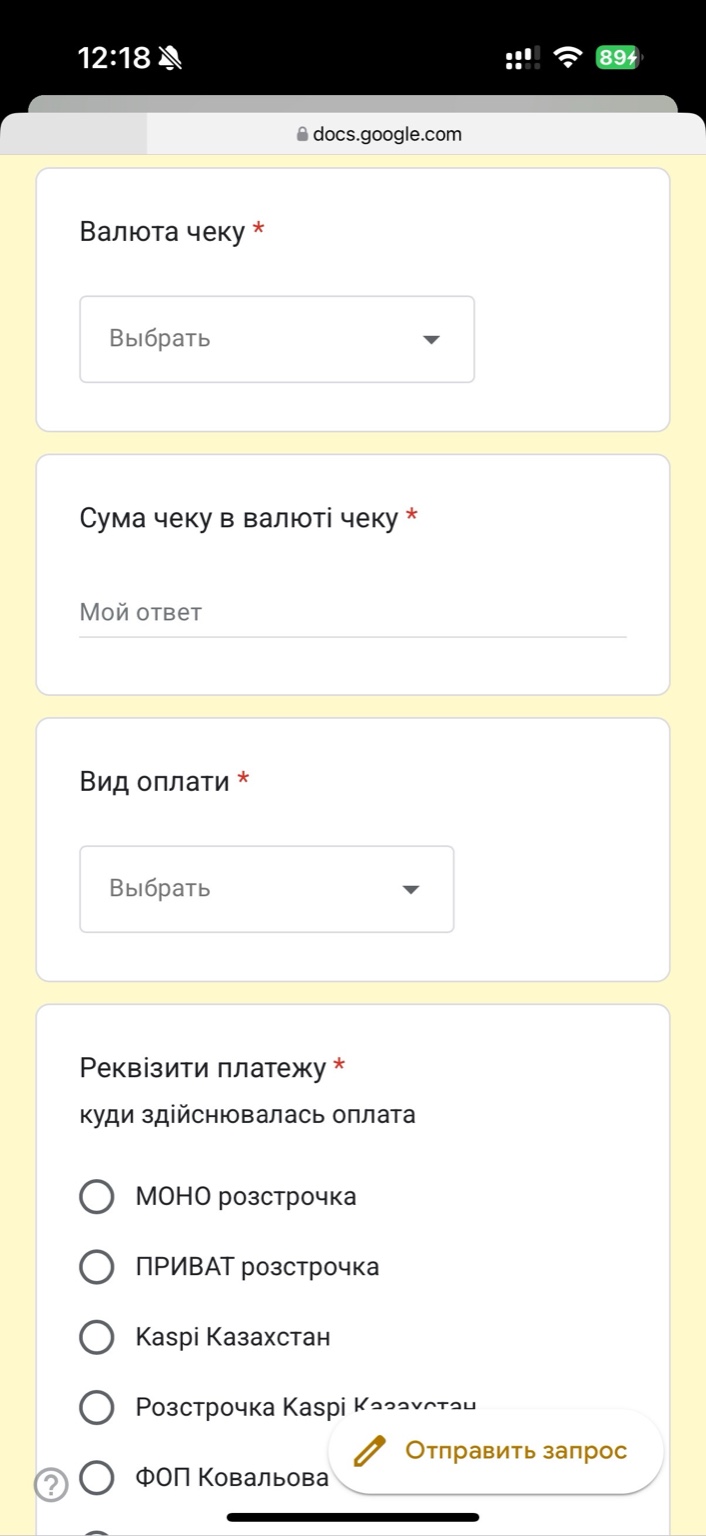 12:18
89
docs.google.com
Валюта чеку *
Выбрать
Сума чеку в валюті чеку *
Мой ответ
Вид оплати *
Выбрать
Реквізити платежу *
куди здійснювалась оплата
МОНО розстрочка
ПРИВАТ розстрочка
Kaspi Казахстан
Розстрочка Kaspi Казахстан
Отправить запрос
ФОП Ковальова